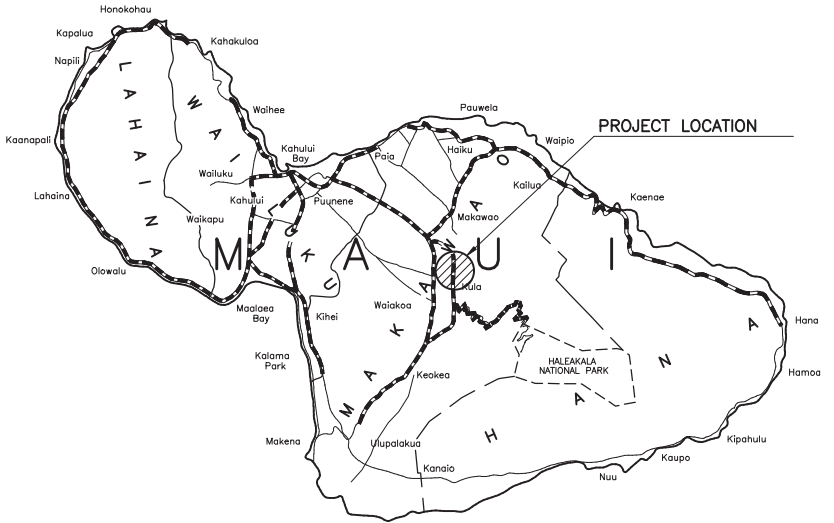 Honokohau
Kapalua
Kahakuloa
Napili
LAHAINA
WAILUKU
Waihee
Pauwela
PROJECT LOCATION
Kaanapali
Kahului
Bay
Paia
Haiku
Waipio
Wailuku
Kailua
Lahaina
Kahului
Puunene
Kaenae
Waikapu
Makawao
MAUI
Olowalu
MAKAWAO
Kula
Maalaea
Bay
Waiakoa
Kihei
Hana
Kalama
Park
HALEAKALA
NATIONAL PARK
HANA
Keokea
Hamoa
Makena
Ulupalakua
Kipahulu
Kanaio
Kaupo
Nuu